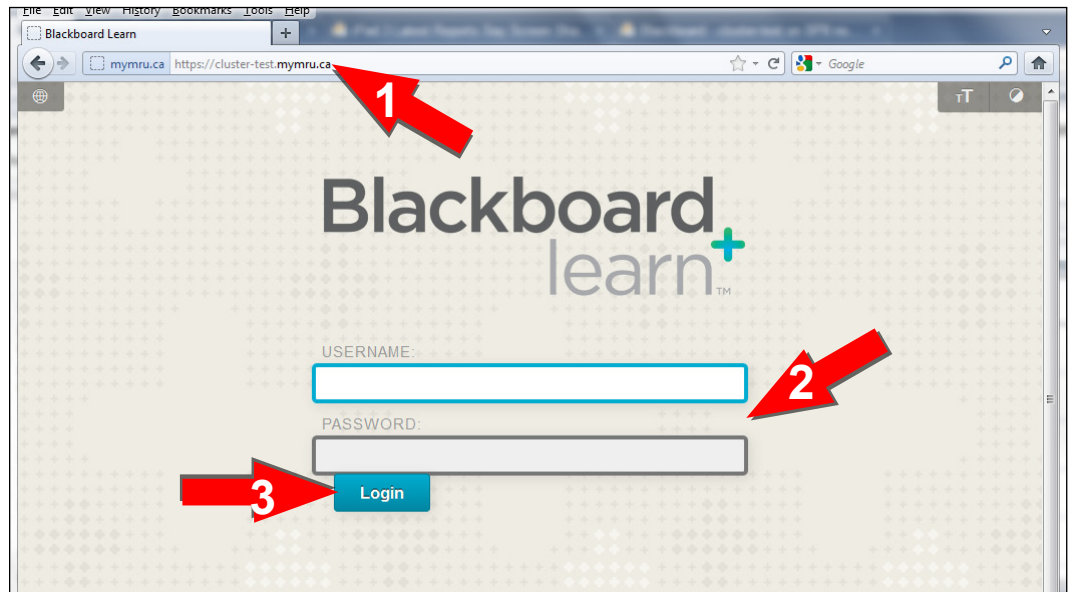 File Edit View History Bookmarks Tools Help
Blackboard Learn +
mymru.ca https://cluster-test.mymru.ca Google
TT
1
Blackboard
learn+™
USERNAME:
2
PASSWORD:
3 Login